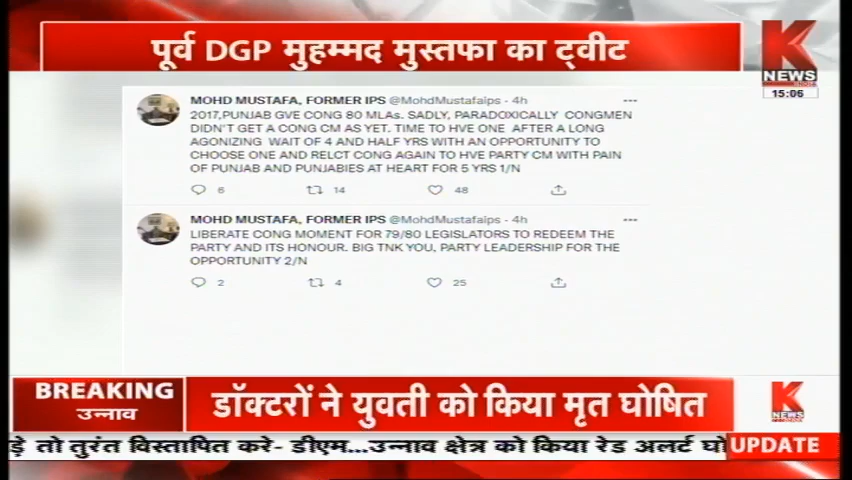 पूर्व DGP मुहम्मद मुस्तफा का ट्वीट
K
NEWS
15:06
MOHD MUSTAFA, FORMER IPS @MohdMustafaips · 4h
2017,PUNJAB GVE CONG 80 MLAs. SADLY, PARADOXICALLY CONGMEN
DIDN'T GET A CONG CM AS YET. TIME TO HVE ONE AFTER A LONG
AGONIZING WAIT OF 4 AND HALF YRS WITH AN OPPORTUNITY TO
CHOOSE ONE AND RELCT CONG AGAIN TO HVE PARTY CM WITH PAIN
OF PUNJAB AND PUNJABIES AT HEART FOR 5 YRS 1/N
6 14 48
MOHD MUSTAFA, FORMER IPS @MohdMustafaips · 4h
LIBERATE CONG MOMENT FOR 79/80 LEGISLATORS TO REDEEM THE
PARTY AND ITS HONOUR. BIG TNK YOU, PARTY LEADERSHIP FOR THE
OPPORTUNITY 2/N
2 4 25
BREAKING
उन्नाव
डॉक्टरों ने युवती को किया मृत घोषित
K
NEWS
तो तुरंत विस्तापित करे- डीएम...उन्नाव क्षेत्र को किया रेड अलर्ट घो
UPDATE